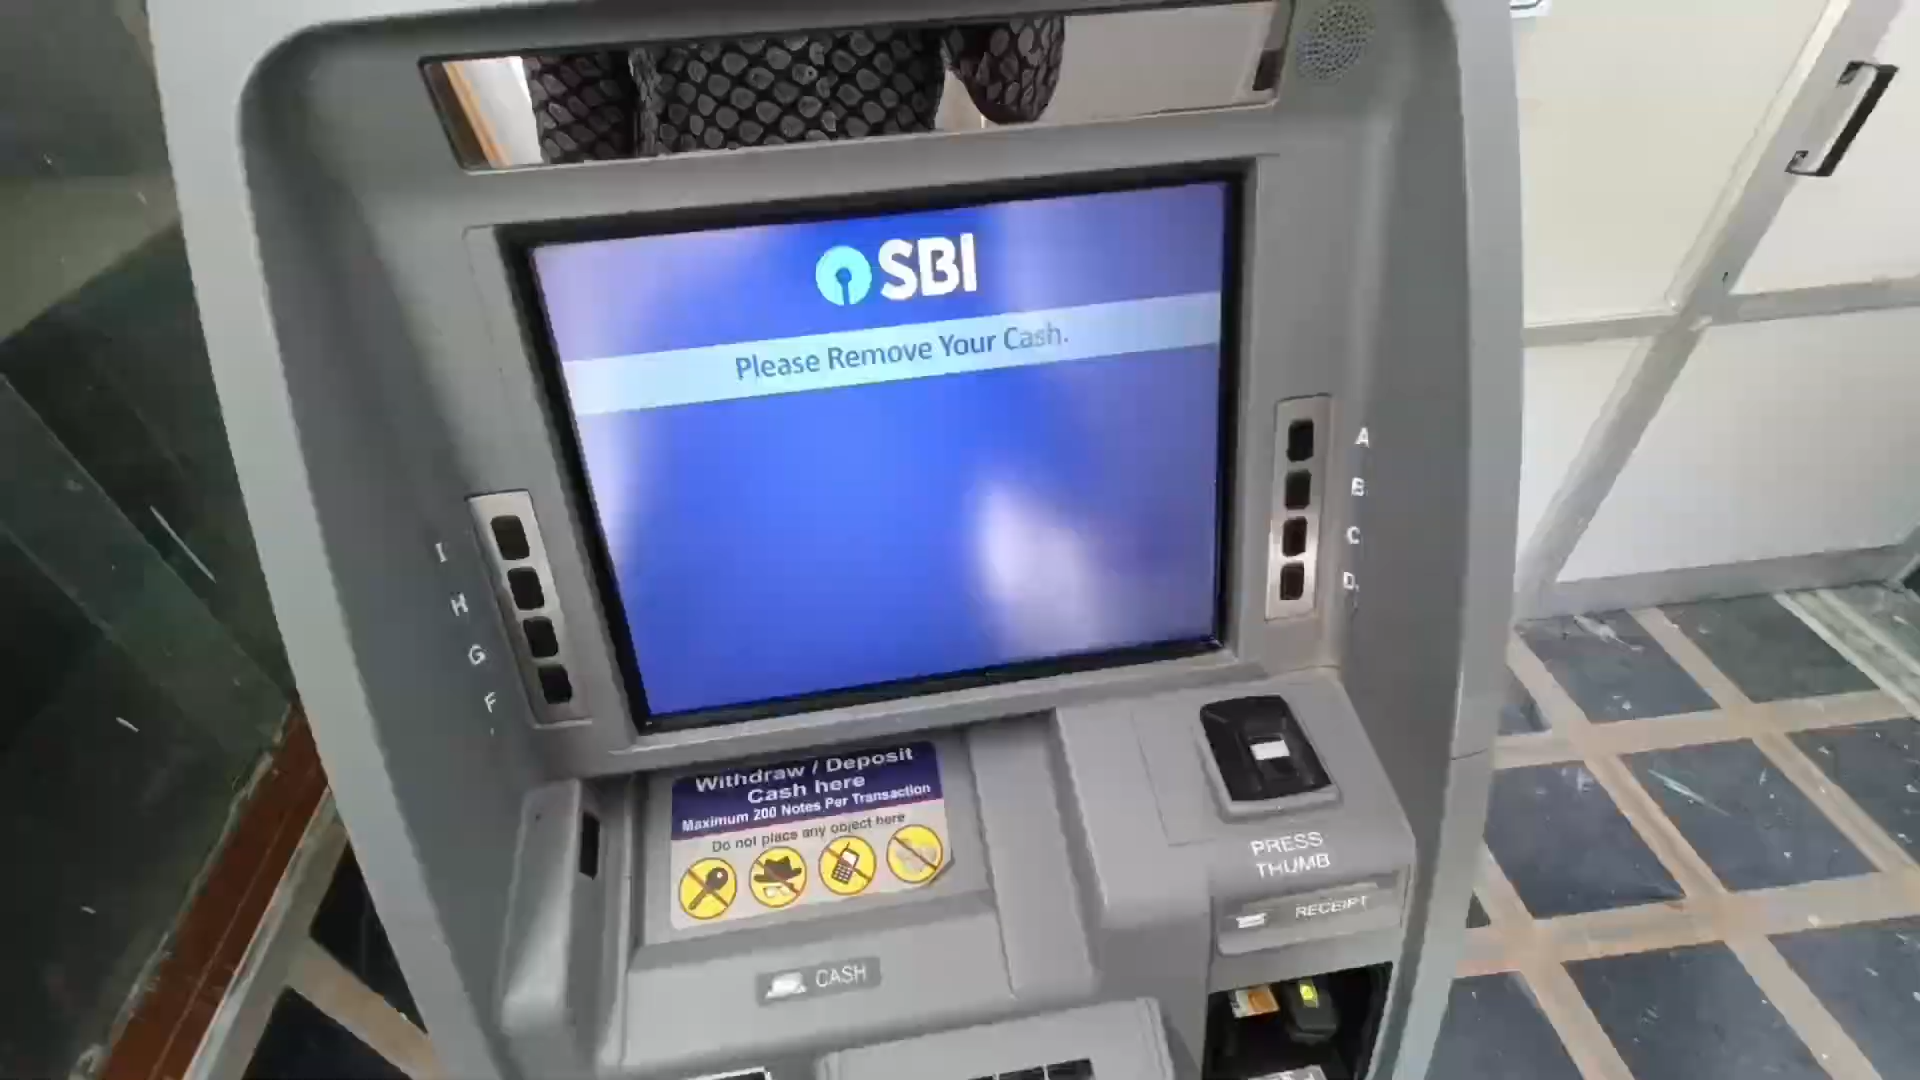 SBI
Please Remove Your Cash.
A
B
C
D
I
H
G
F
Withdraw / Deposit
Cash here
Maximum 200 Notes Per Transaction
Do not place any object here
PRESS
THUMB
RECEIPT
CASH